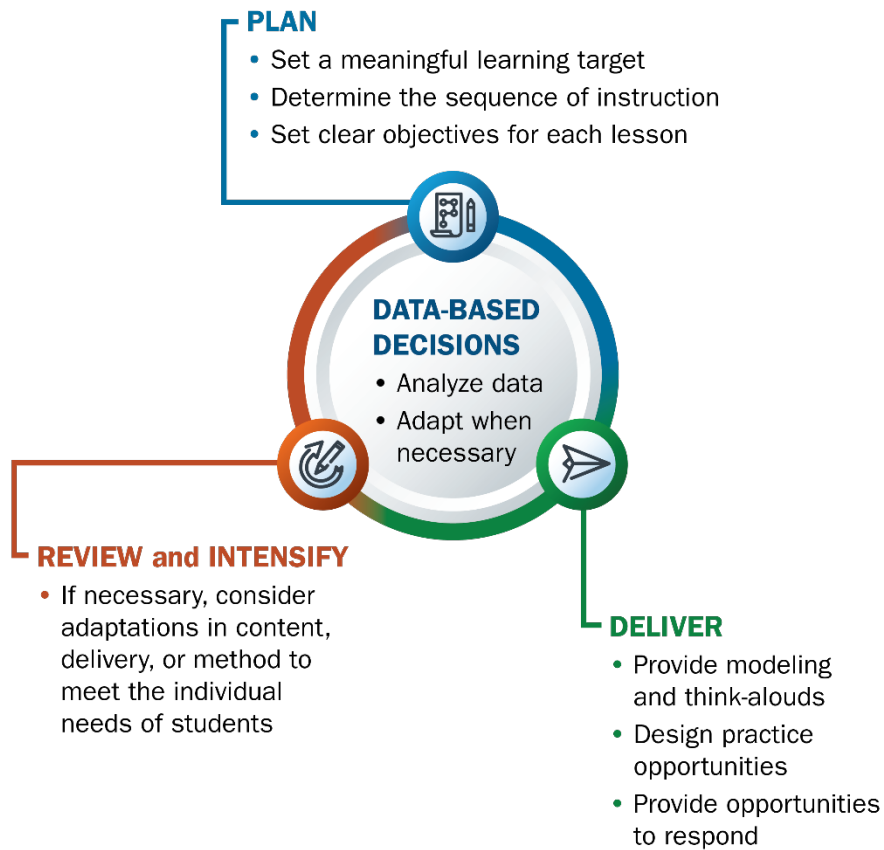 PLAN
• Set a meaningful learning target
• Determine the sequence of instruction
• Set clear objectives for each lesson
DATA-BASED
DECISIONS
• Analyze data
• Adapt when
necessary
REVIEW and INTENSIFY
• If necessary, consider
adaptations in content,
delivery, or method to
meet the individual
needs of students
DELIVER
• Provide modeling
and think-alouds
• Design practice
opportunities
• Provide opportunities
to respond